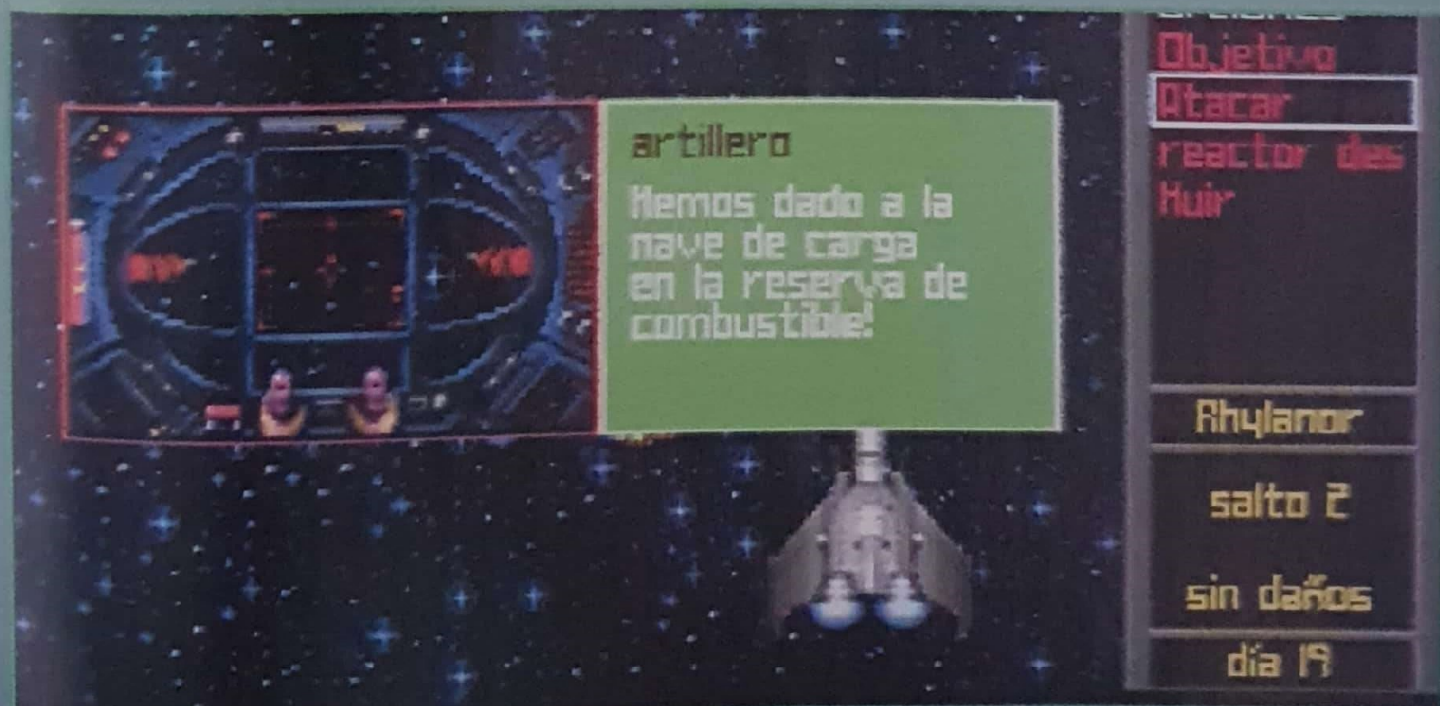 artillero
Hemos dado a la
nave de carga
en la reserva de
combustible!
Objetivo
Atacar
reactor des
Huir
Rhylanor
salto 2
sin daños
día 19